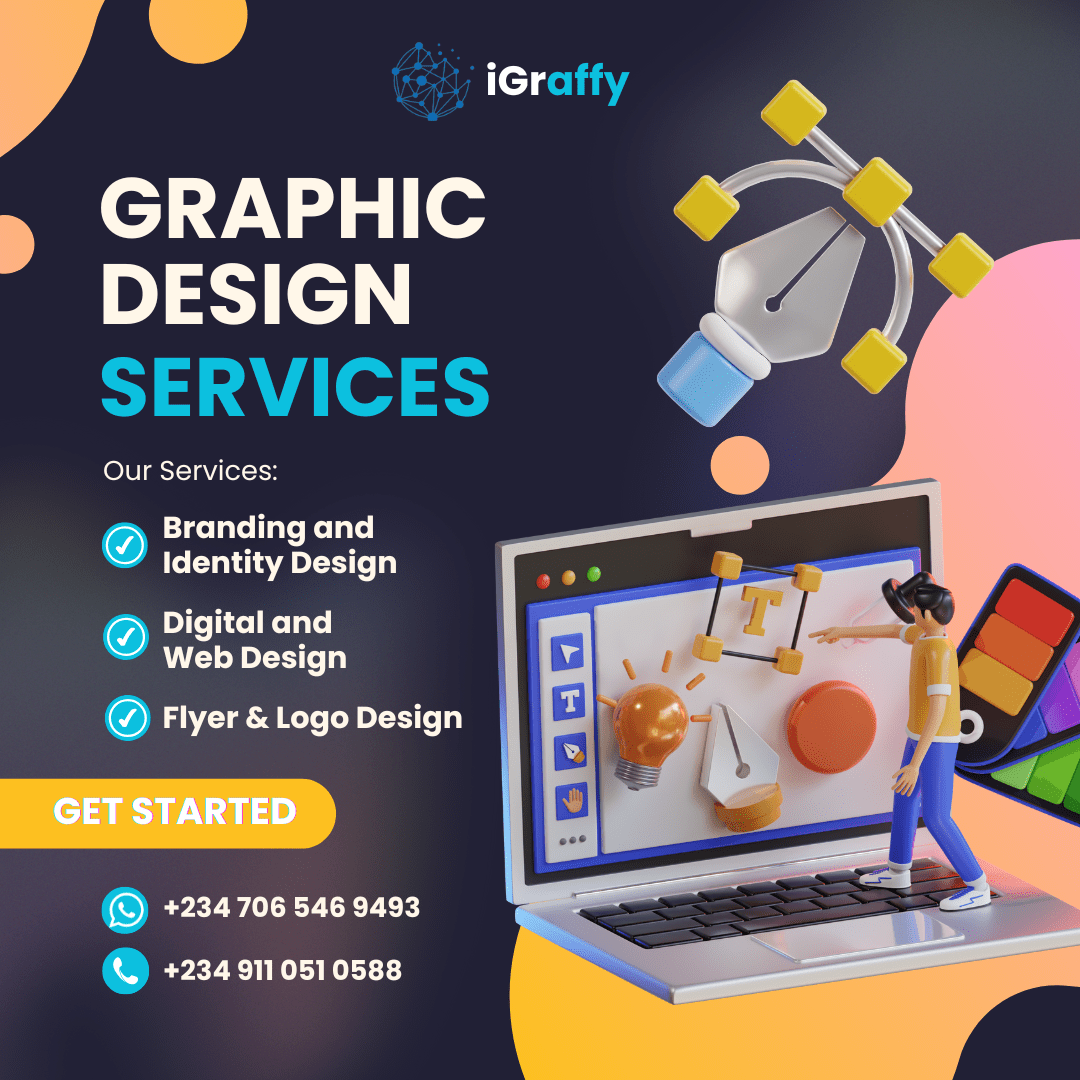 iGraffy
GRAPHIC
DESIGN
SERVICES
Our Services:
Branding and
Identity Design
Digital and
Web Design
Flyer & Logo Design
GET STARTED
+234 706 546 9493
+234 911 051 0588
T
T